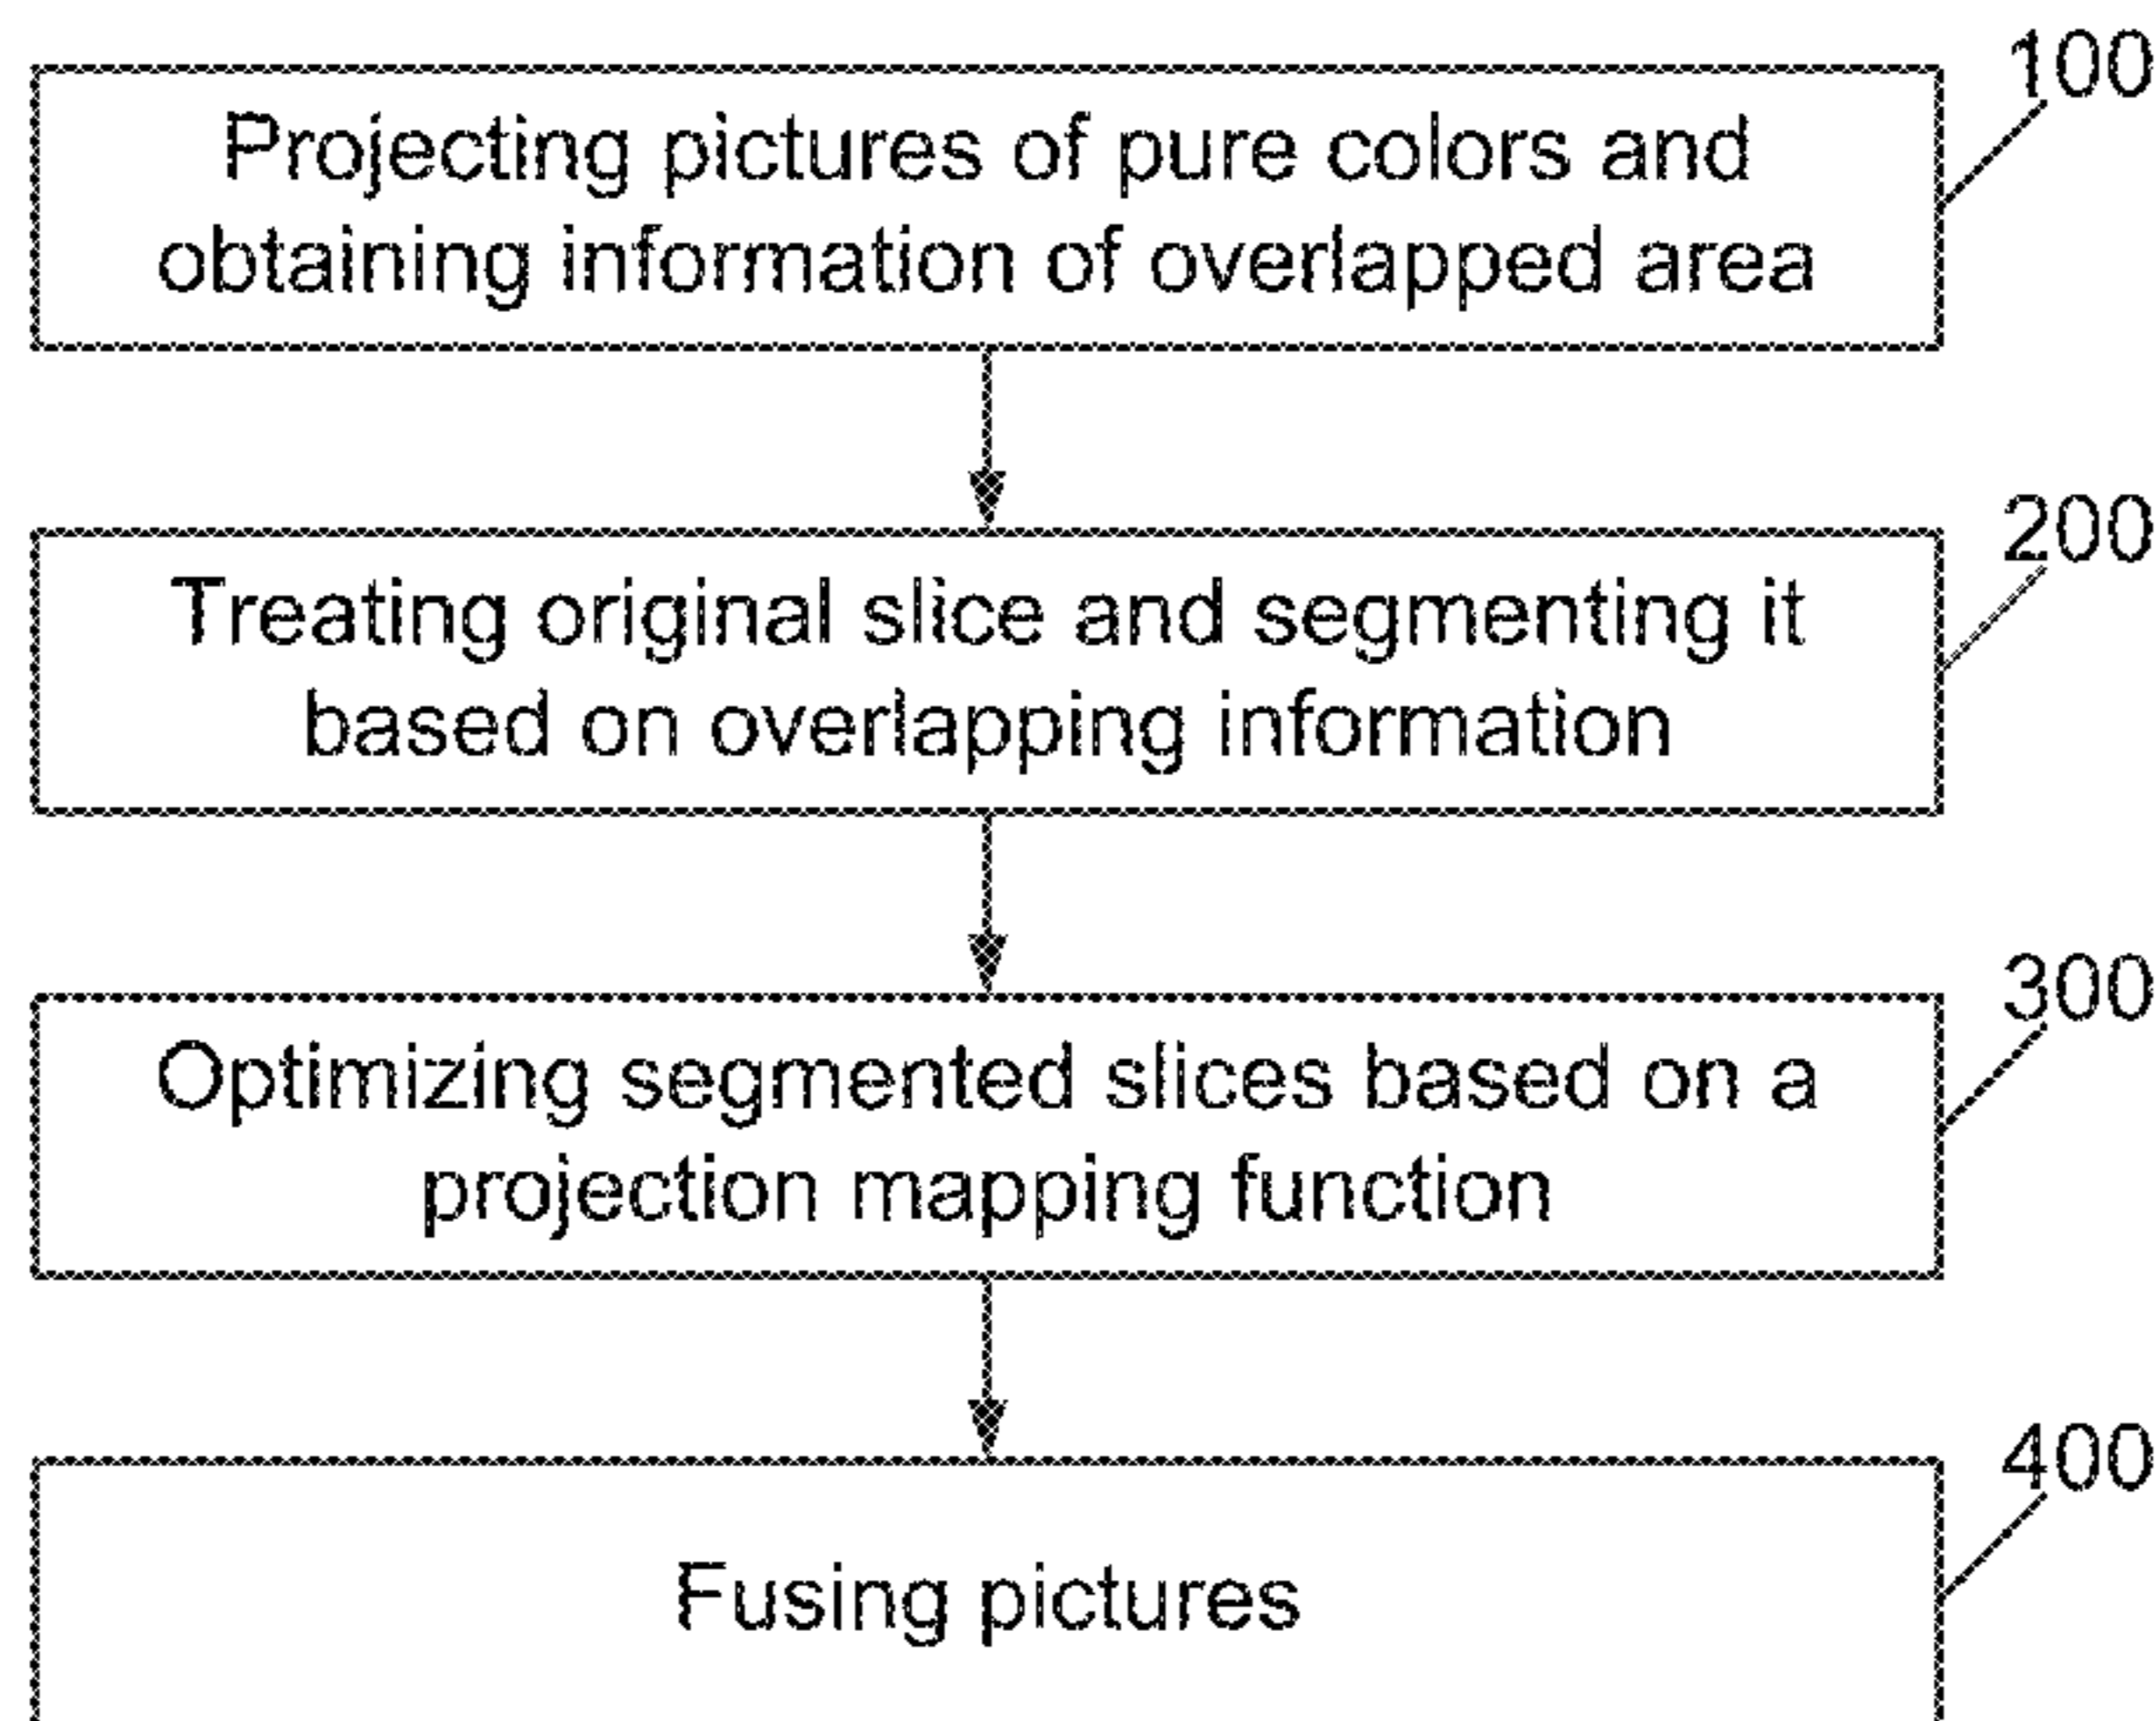 100
Projecting pictures of pure colors and
obtaining information of overlapped area
200
Treating original slice and segmenting it
based on overlapping information
300
Optimizing segmented slices based on a
projection mapping function
400
Fusing pictures